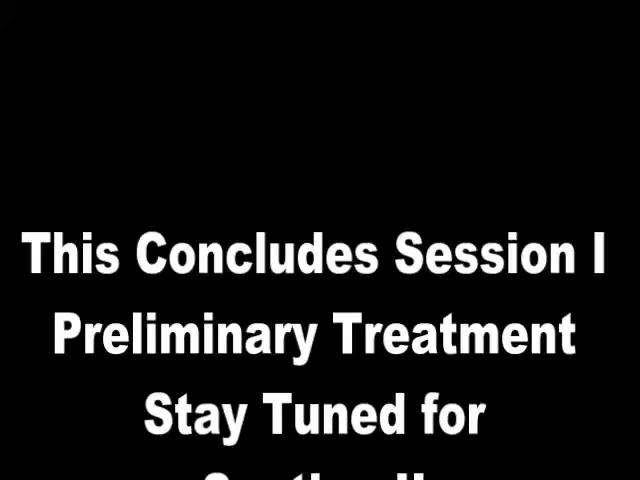 This Concludes Session I
Preliminary Treatment
Stay Tuned for